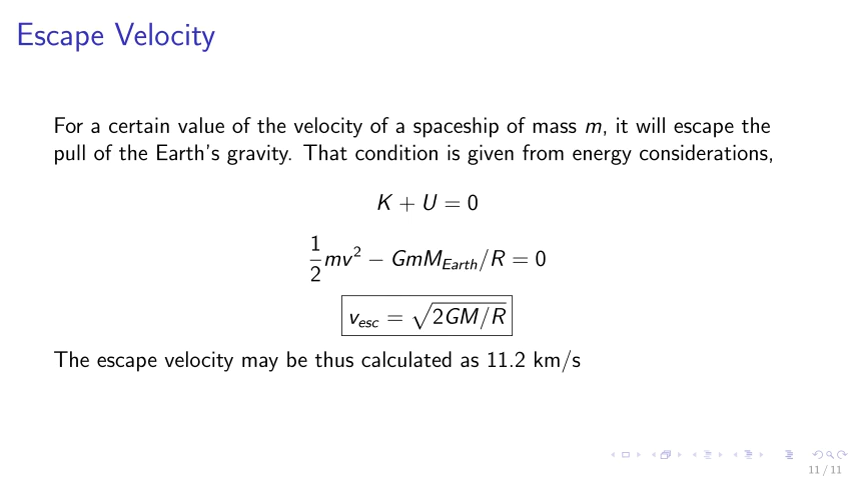 Escape Velocity
For a certain value of the velocity of a spaceship of mass m, it will escape the
pull of the Earth's gravity. That condition is given from energy considerations,
K + U = 0
1/2 mv² − GmM_Earth/R = 0
v_esc = √(2GM/R)
The escape velocity may be thus calculated as 11.2 km/s
11 / 11